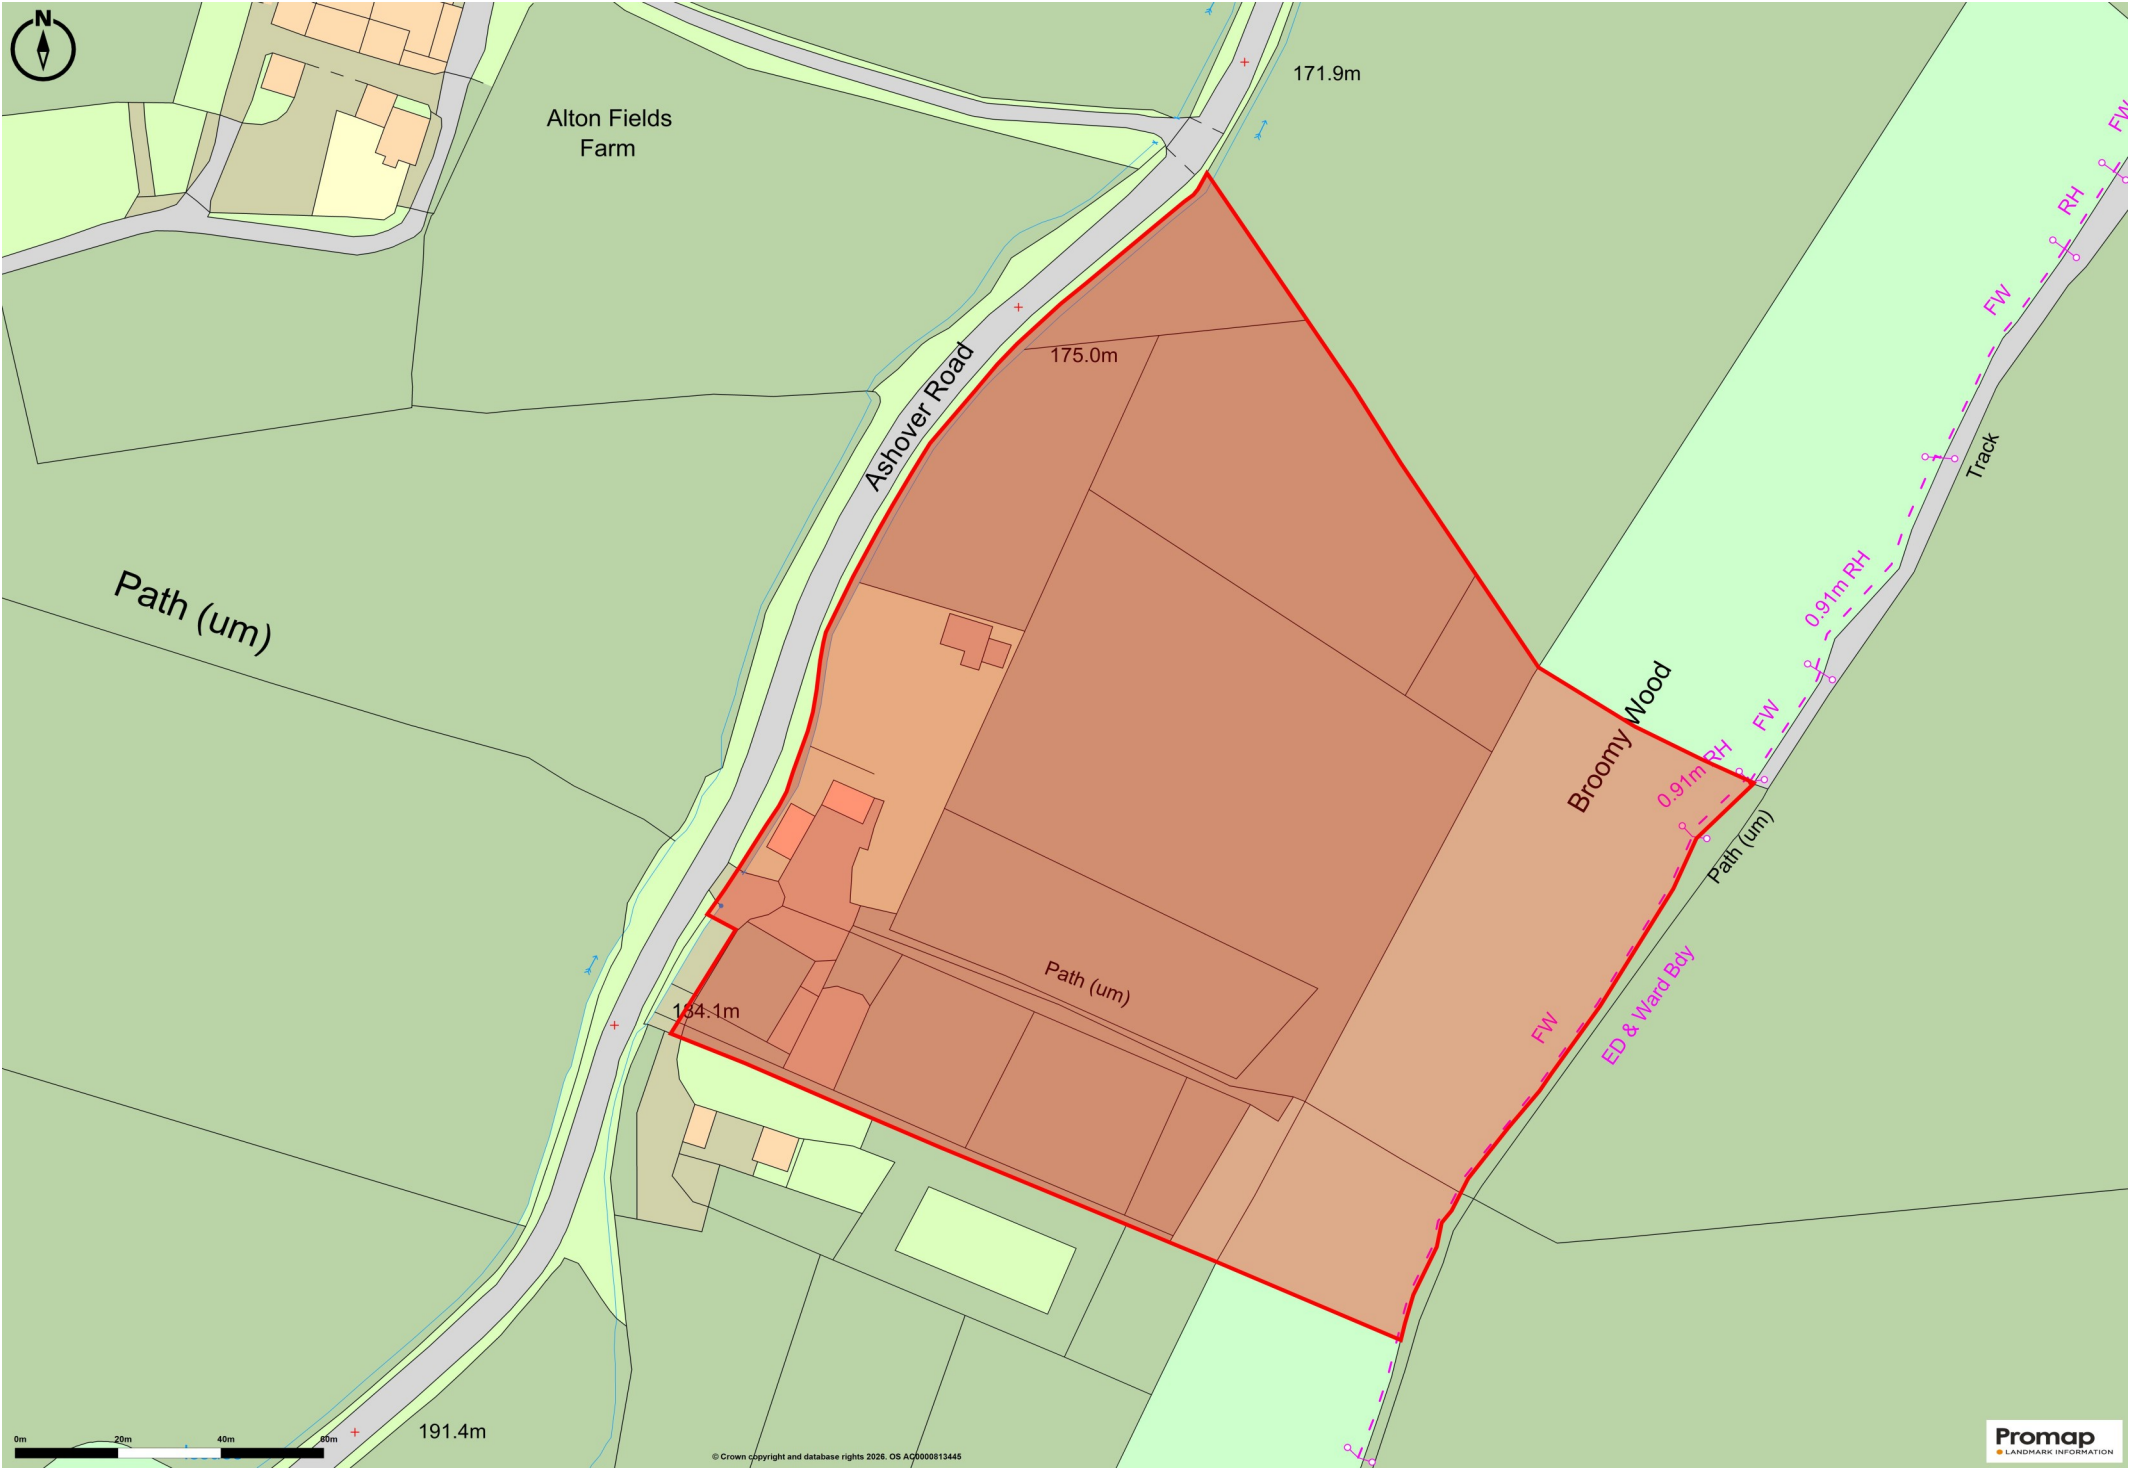 N
171.9m
Alton Fields
Farm
FW
RH
FW
175.0m
Ashover Road
Track
Path (um)
0.91m RH
Broomy Wood
FW
0.91m RH
Path (um)
Path (um)
184.1m
FW
ED & Ward Bdy
191.4m
0m 20m 40m 60m
© Crown copyright and database rights 2026. OS AC0000813445
Promap
LANDMARK INFORMATION